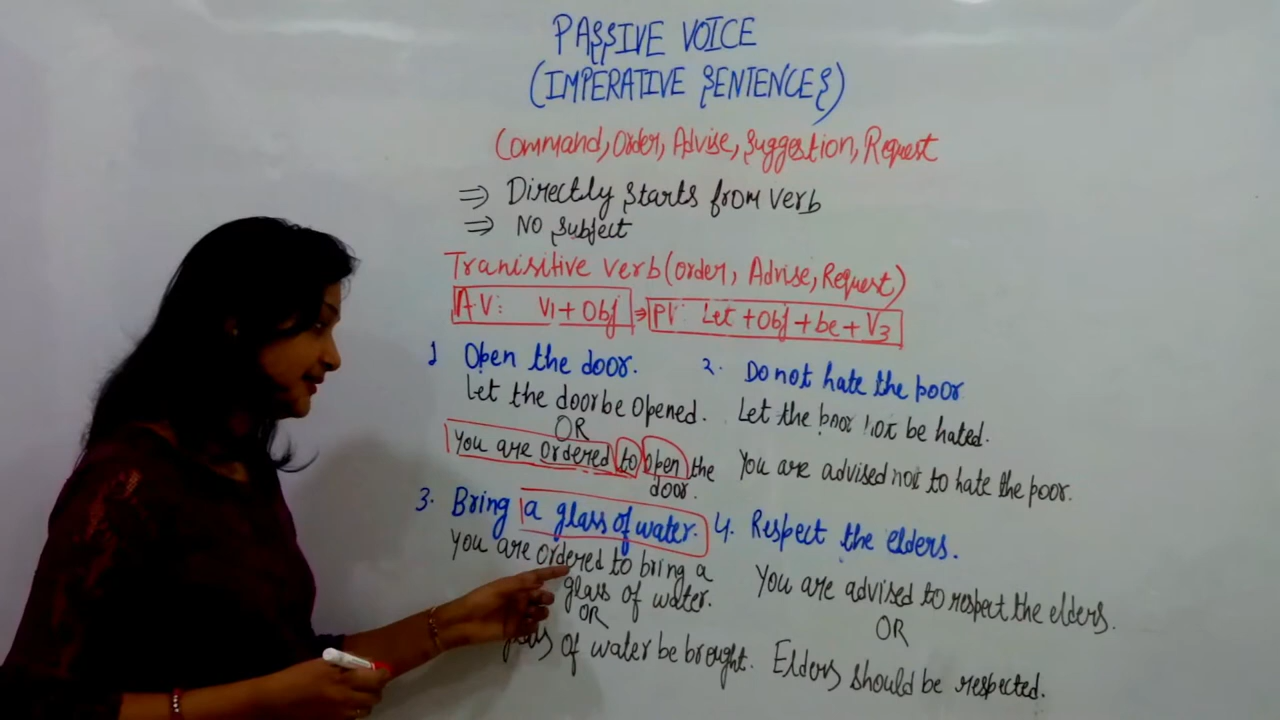 PASSIVE VOICE
(IMPERATIVE SENTENCES)
Command, Order, Advise, Suggestion, Request
⇒ Directly starts from verb
⇒ No subject
Tranisitive verb (order, Advise, Request)
AV: V1 + Obj ⇒ PV: Let + Obj + be + V3
1 Open the door.
Let the door be opened.
OR
You are ordered to open the
door.
2. Do not hate the poor
Let the poor not be hated.
You are advised not to hate the poor.
3. Bring a glass of water.
You are ordered to bring a
glass of water.
OR
of water be brought.
4. Respect the elders.
You are advised to respect the elders.
OR
Elders should be respected.